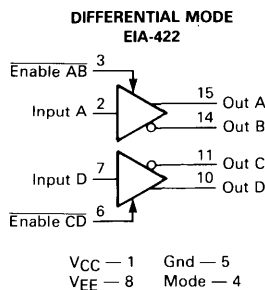 DIFFERENTIAL MODE
EIA-422
Enable AB 3
Input A 2
15 Out A
14 Out B
Input D 7
11 Out C
10 Out D
Enable CD 6
VCC — 1 Gnd — 5
VEE — 8 Mode — 4